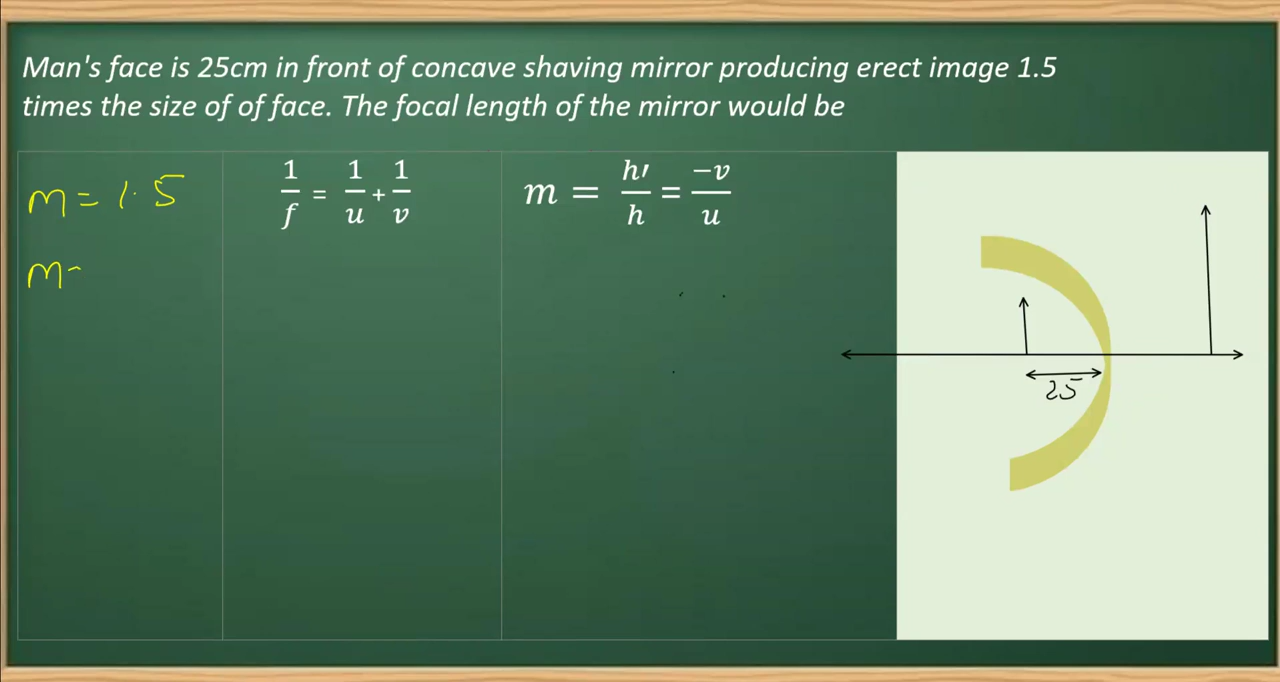 Man's face is 25cm in front of concave shaving mirror producing erect image 1.5
times the size of of face. The focal length of the mirror would be
m = 1.5
m-
1/f = 1/u + 1/v
m = h′/h = -v/u
25